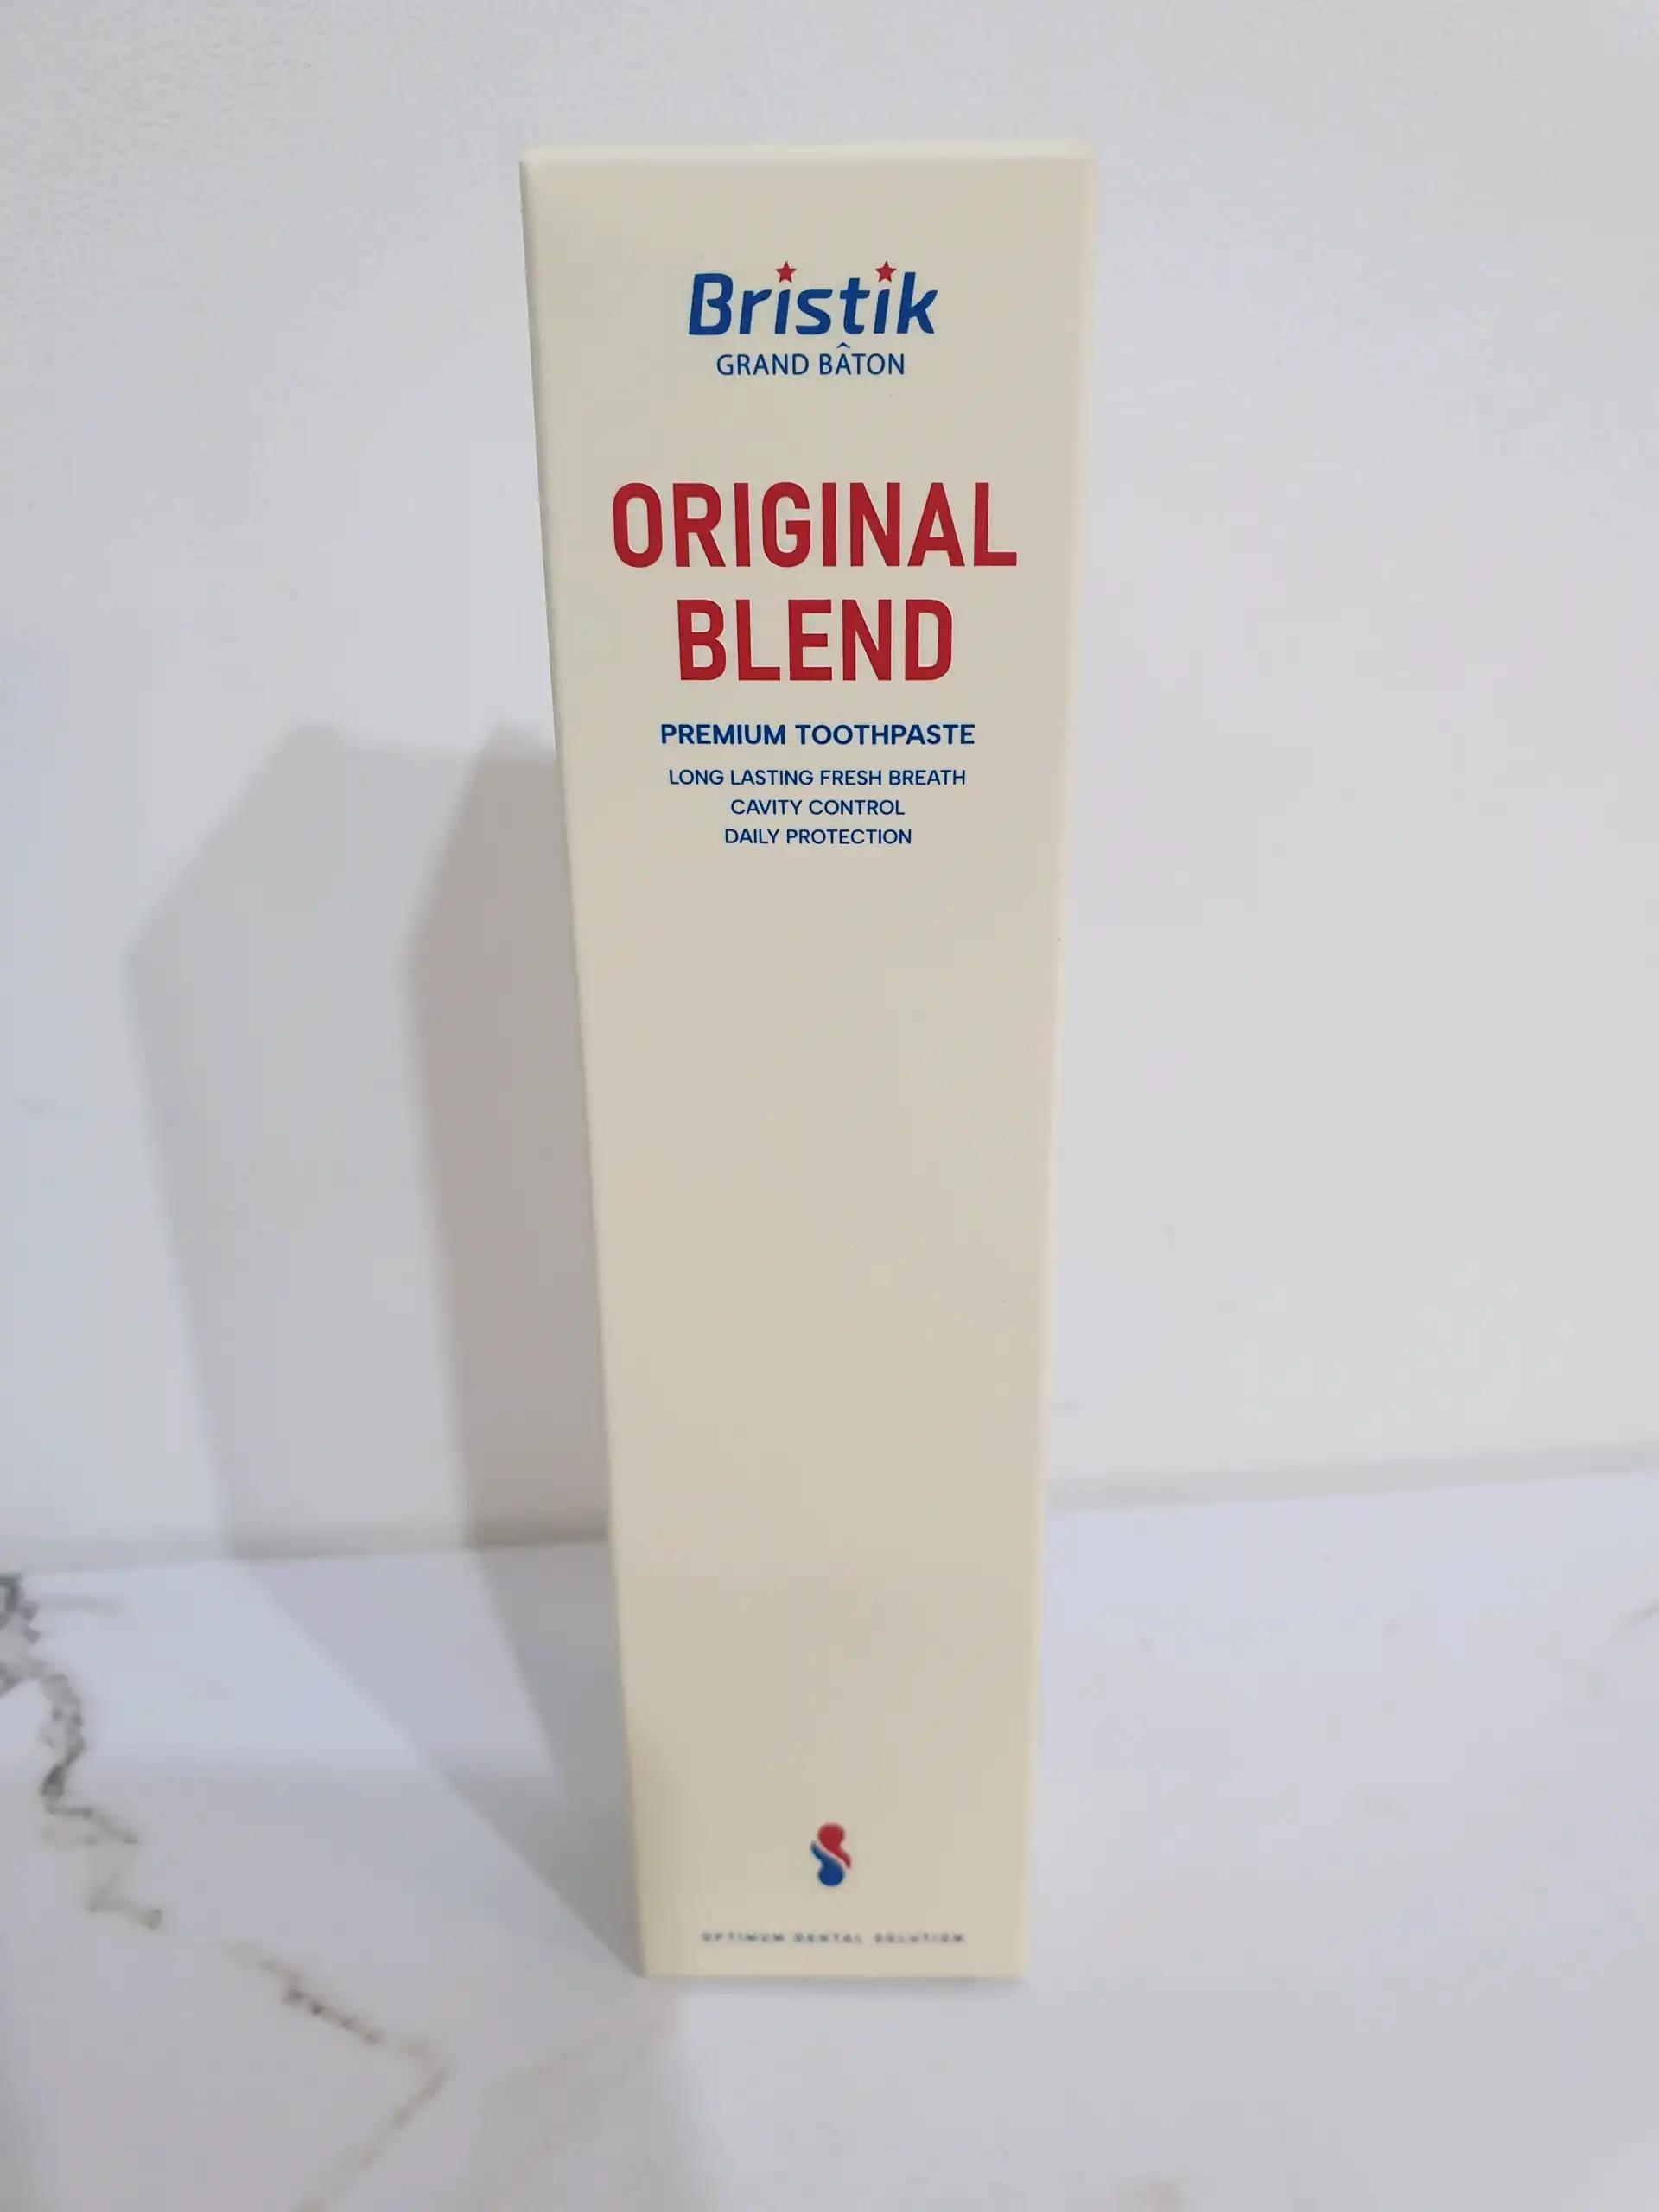 Bristik
GRAND BÂTON
ORIGINAL
BLEND
PREMIUM TOOTHPASTE
LONG LASTING FRESH BREATH
CAVITY CONTROL
DAILY PROTECTION
OPTIMUM DENTAL SOLUTION